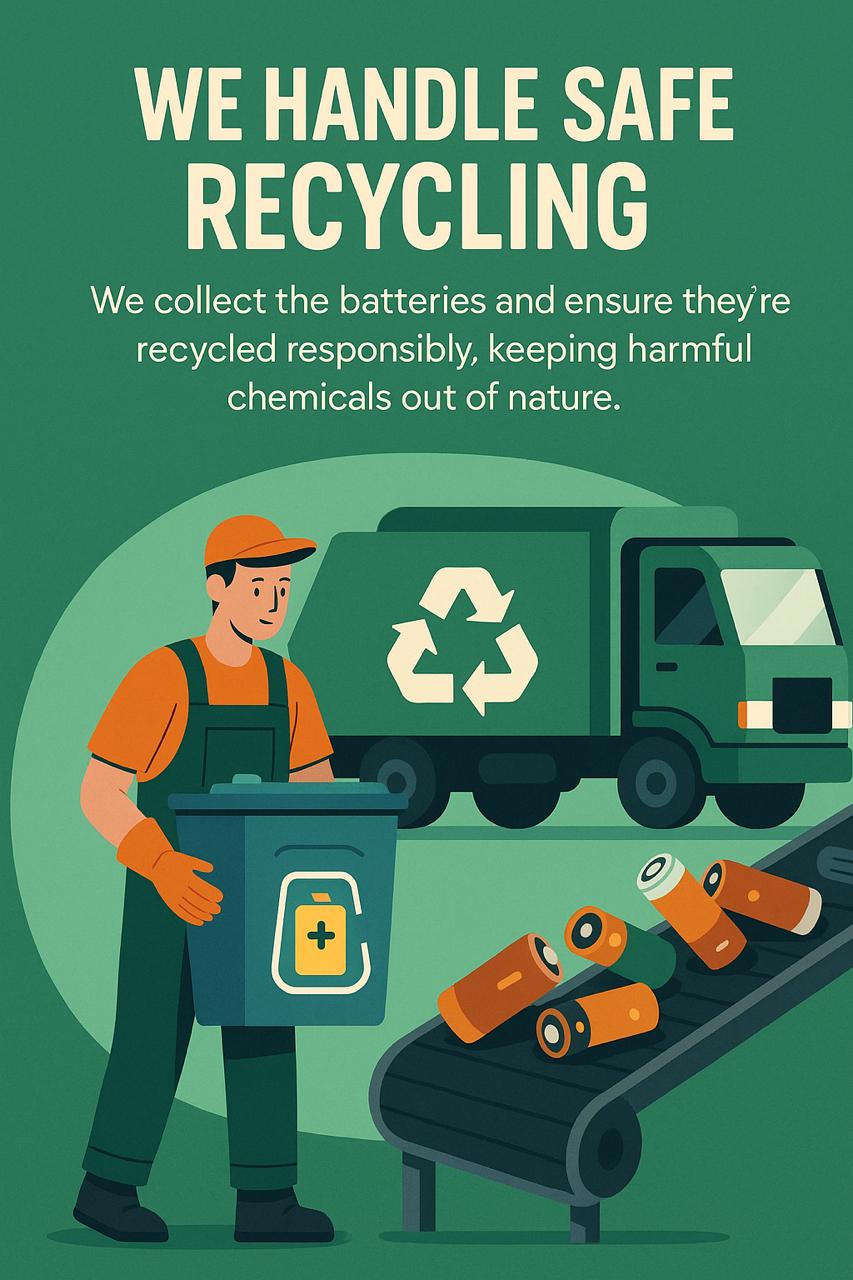 WE HANDLE SAFE
RECYCLING
We collect the batteries and ensure they’re
recycled responsibly, keeping harmful
chemicals out of nature.